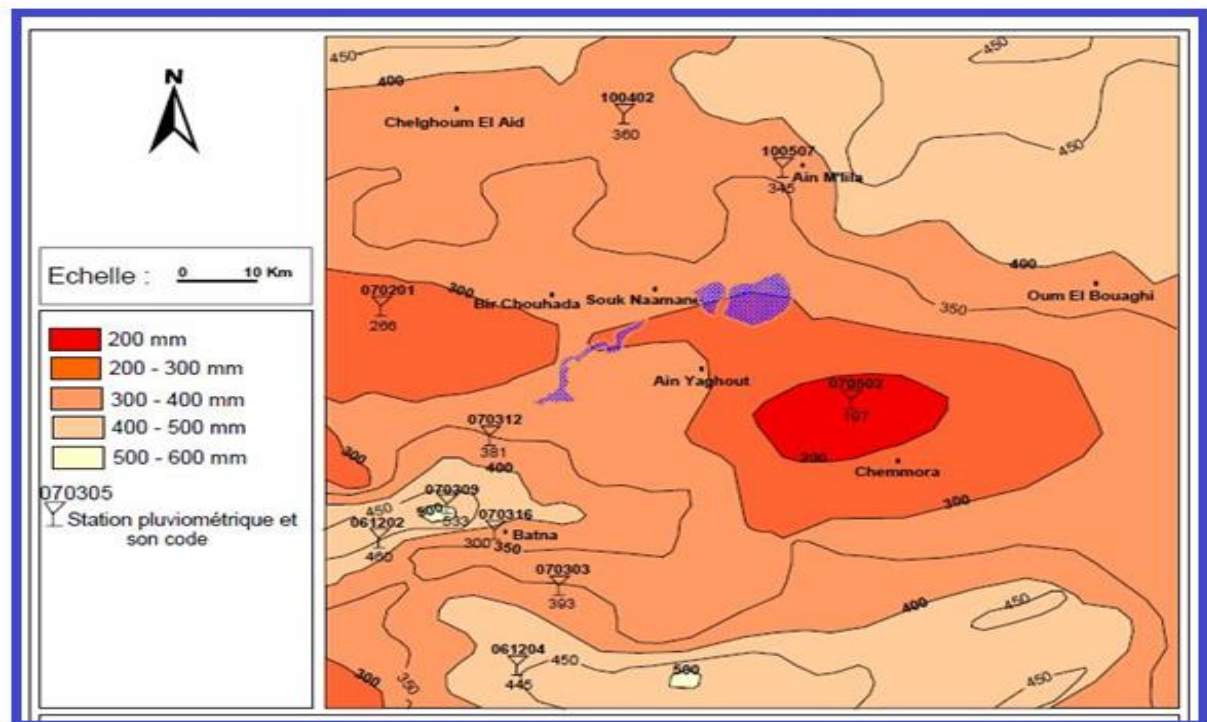 N
Echelle :
0 10 Km
200 mm
200 - 300 mm
300 - 400 mm
400 - 500 mm
500 - 600 mm
070305
Station pluviométrique et
son code
450
450
400
100402
Chelghoum El Aid
360
450
100507
Ain M'lila
345
400
070201
300
Bir Chouhada
Souk Naamane
Oum El Bouaghi
350
266
Ain Yaghout
070502
197
070312
381
200
Chemmora
300
400
070309
300
450
500
533
061202
070316
300
Batna
350
460
070303
393
400
450
061204
450
445
500
300
350
450